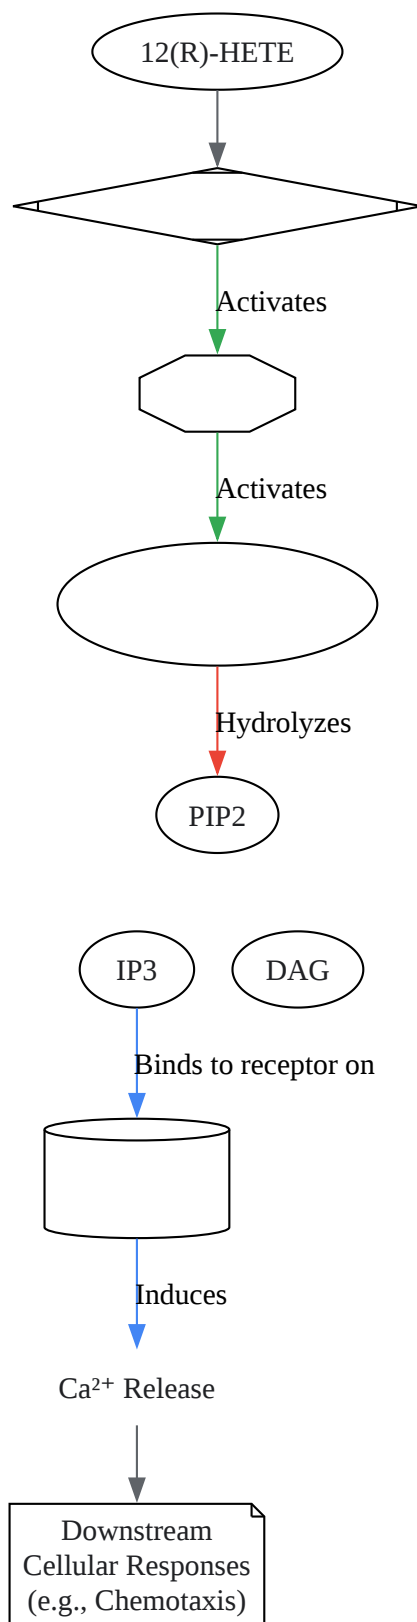 12(R)-HETE
Activates
Activates
Hydrolyzes
PIP2
IP3
DAG
Binds to receptor on
Induces
Ca²⁺ Release
Downstream
Cellular Responses
(e.g., Chemotaxis)